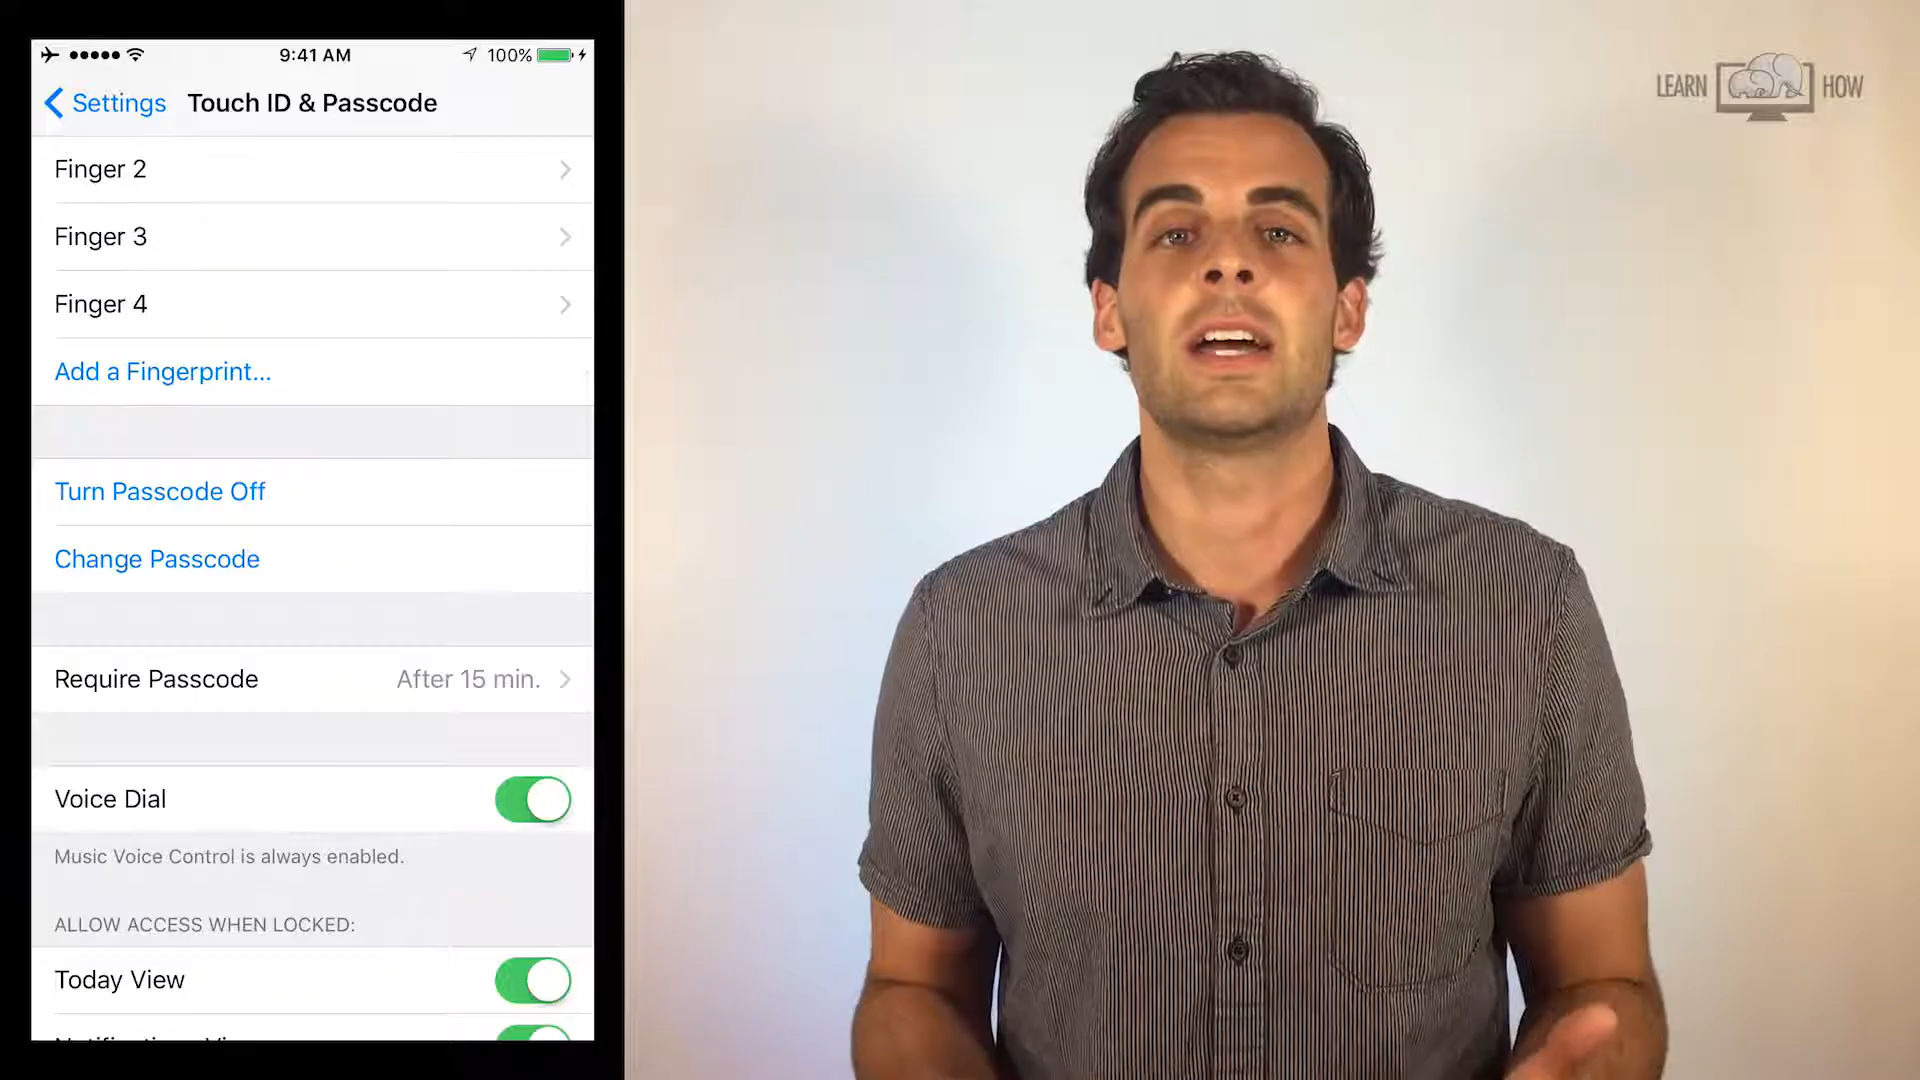 9:41 AM
100%
Settings
Touch ID & Passcode
Finger 2
Finger 3
Finger 4
Add a Fingerprint...
Turn Passcode Off
Change Passcode
Require Passcode
After 15 min.
Voice Dial
Music Voice Control is always enabled.
ALLOW ACCESS WHEN LOCKED:
Today View
LEARN HOW